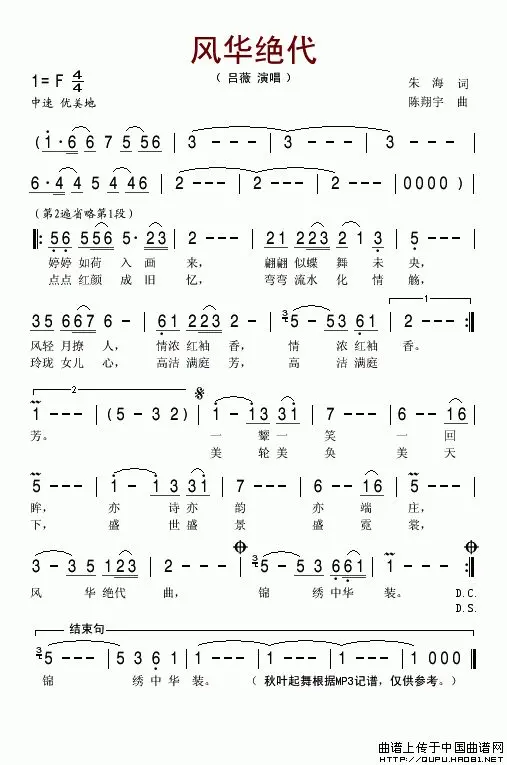 风华绝代
( 吕薇 演唱 )
1= F 4/4
朱 海 词
中速 优美地
陈翔宇 曲
( 1 · 6 6 7 5 56 | 3 - - - | 3 - - - | 3 - - - |
6 · 4 4 5 4 46 | 2 - - - | 2 - - - | 0000 )
(第2遍省略第1段)
‖: 56 556 5 · 23 | 2 - - - | 21 223 2 1 3 | 5 - - - |
婷婷 如荷 入 画 来, 翩翩 似蝶 舞 未 央,
点点 红颜 成 旧 忆, 弯弯 流水 化 情 觞,
1
35 667 6 - | 61 223 2 - | 3 5 - 53 61 | 2 - - - :‖
风轻 月撩 人, 情浓 红袖 香, 情 浓 红袖 香。
玲珑 女儿 心, 高洁 满庭 芳, 高 洁 满庭
2
1 - - - | (5 - 3 2) | 1 - 13 31 | 7 - - - | 6 - - 16 |
芳。 一 颦一 笑 一 回
美 轮美 奂 美 天
5 - - - | 1 - 1 3 31 | 7 - - - | 6 - - 16 | 5 - - - |
眸, 亦 诗亦 韵 亦 端 庄,
下, 盛 世盛 景 盛 霓 裳,
3 - 3 5 123 | 2 - - - | 3 5 - 5 3 661 | 1 - - - :‖
风 华 绝代 曲, 锦 绣 中华 装。 D.C.
D.S.
结束句
3 5 - - - | 5 3 6 1 | 1 - - - | 1 - - - | 1 000 ‖
锦 绣 中 华 装。 ( 秋叶起舞根据MP3记谱,仅供参考。)
曲谱上传于中国曲谱网
HTTP://QUPU.HAO81.NET